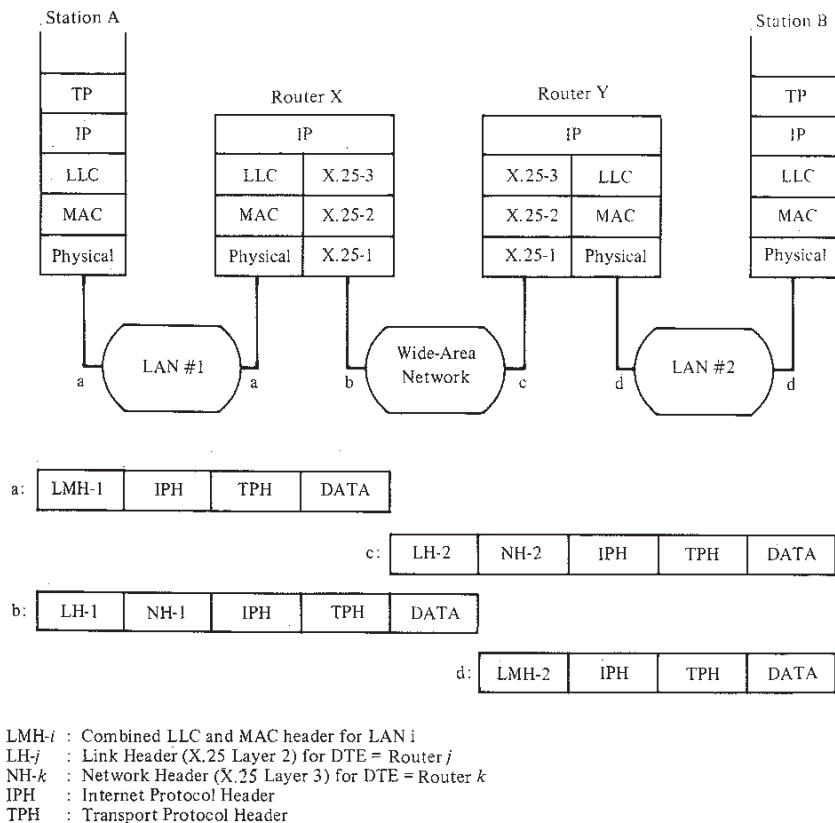 Station A
Station B
TP
IP
LLC
MAC
Physical
Router X
IP
LLC X.25-3
MAC X.25-2
Physical X.25-1
Router Y
IP
X.25-3 LLC
X.25-2 MAC
X.25-1 Physical
TP
IP
LLC
MAC
Physical
a LAN #1 a
b Wide-Area
Network c
d LAN #2 d
a: LMH-1 IPH TPH DATA
c: LH-2 NH-2 IPH TPH DATA
b: LH-1 NH-1 IPH TPH DATA
d: LMH-2 IPH TPH DATA
LMH-i : Combined LLC and MAC header for LAN i
LH-j : Link Header (X.25 Layer 2) for DTE = Router j
NH-k : Network Header (X.25 Layer 3) for DTE = Router k
IPH : Internet Protocol Header
TPH : Transport Protocol Header